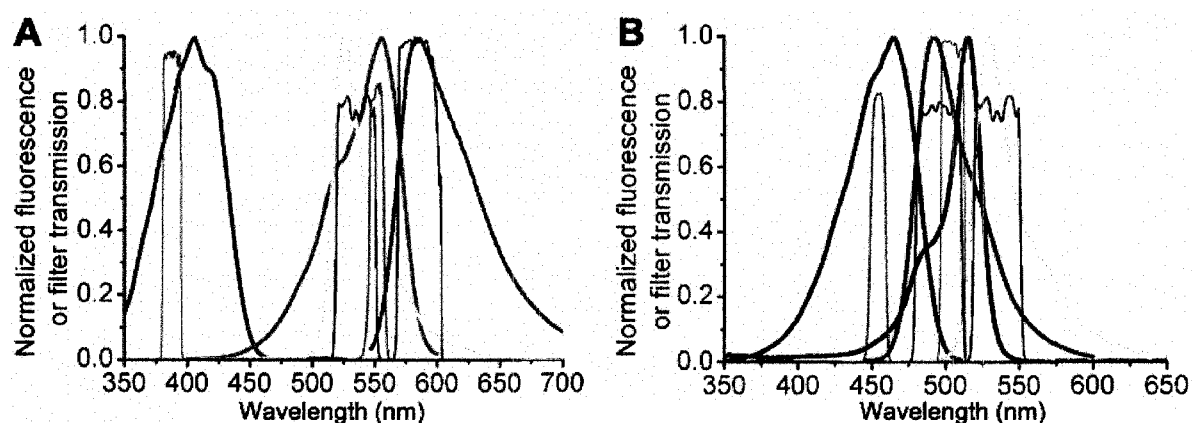 A
Normalized fluorescence
or filter transmission
1.0
0.8
0.6
0.4
0.2
0.0
350 400 450 500 550 600 650 700
Wavelength (nm)
B
Normalized fluorescence
or filter transmission
1.0
0.8
0.6
0.4
0.2
0.0
350 400 450 500 550 600 650
Wavelength (nm)